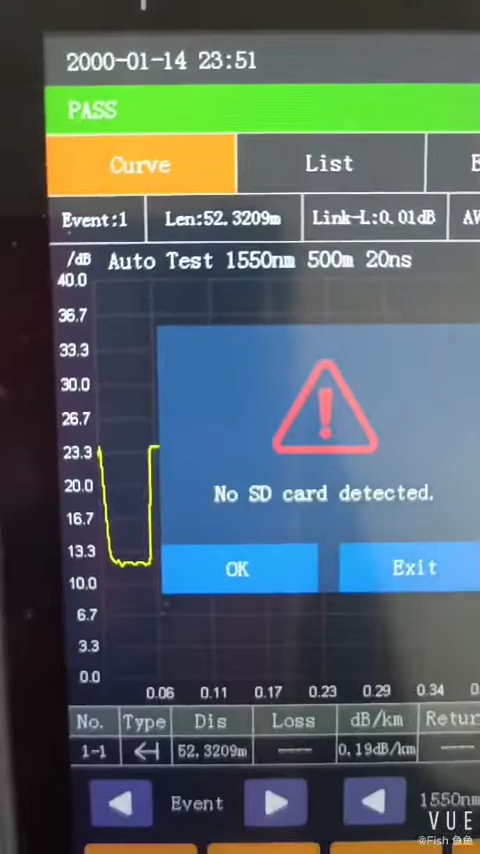 2000-01-14 23:51
PASS
Curve List
Event:1 Len:52.3209m Link-L:0.01dB
/dB Auto Test 1550nm 500m 20ns
40.0
36.7
33.3
30.0
26.7
23.3
20.0
16.7
13.3
10.0
6.7
3.3
0.0
No SD card detected.
OK Exit
0.06 0.11 0.17 0.23 0.29 0.34
No. Type Dis Loss dB/km Retur
1-1 52,3209m ---- 0,19dB/km ----
Event 1550nm
VUE
@Fish 鱼鱼